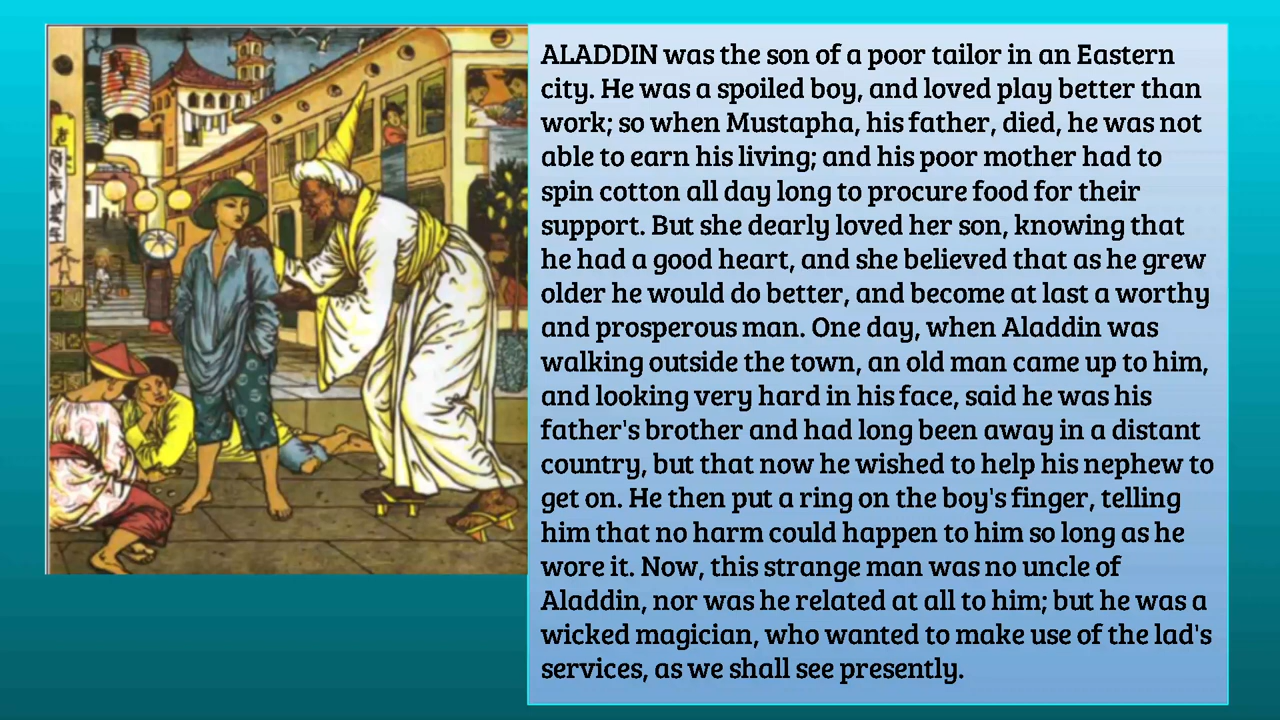 ALADDIN was the son of a poor tailor in an Eastern
city. He was a spoiled boy, and loved play better than
work; so when Mustapha, his father, died, he was not
able to earn his living; and his poor mother had to
spin cotton all day long to procure food for their
support. But she dearly loved her son, knowing that
he had a good heart, and she believed that as he grew
older he would do better, and become at last a worthy
and prosperous man. One day, when Aladdin was
walking outside the town, an old man came up to him,
and looking very hard in his face, said he was his
father's brother and had long been away in a distant
country, but that now he wished to help his nephew to
get on. He then put a ring on the boy's finger, telling
him that no harm could happen to him so long as he
wore it. Now, this strange man was no uncle of
Aladdin, nor was he related at all to him; but he was a
wicked magician, who wanted to make use of the lad's
services, as we shall see presently.